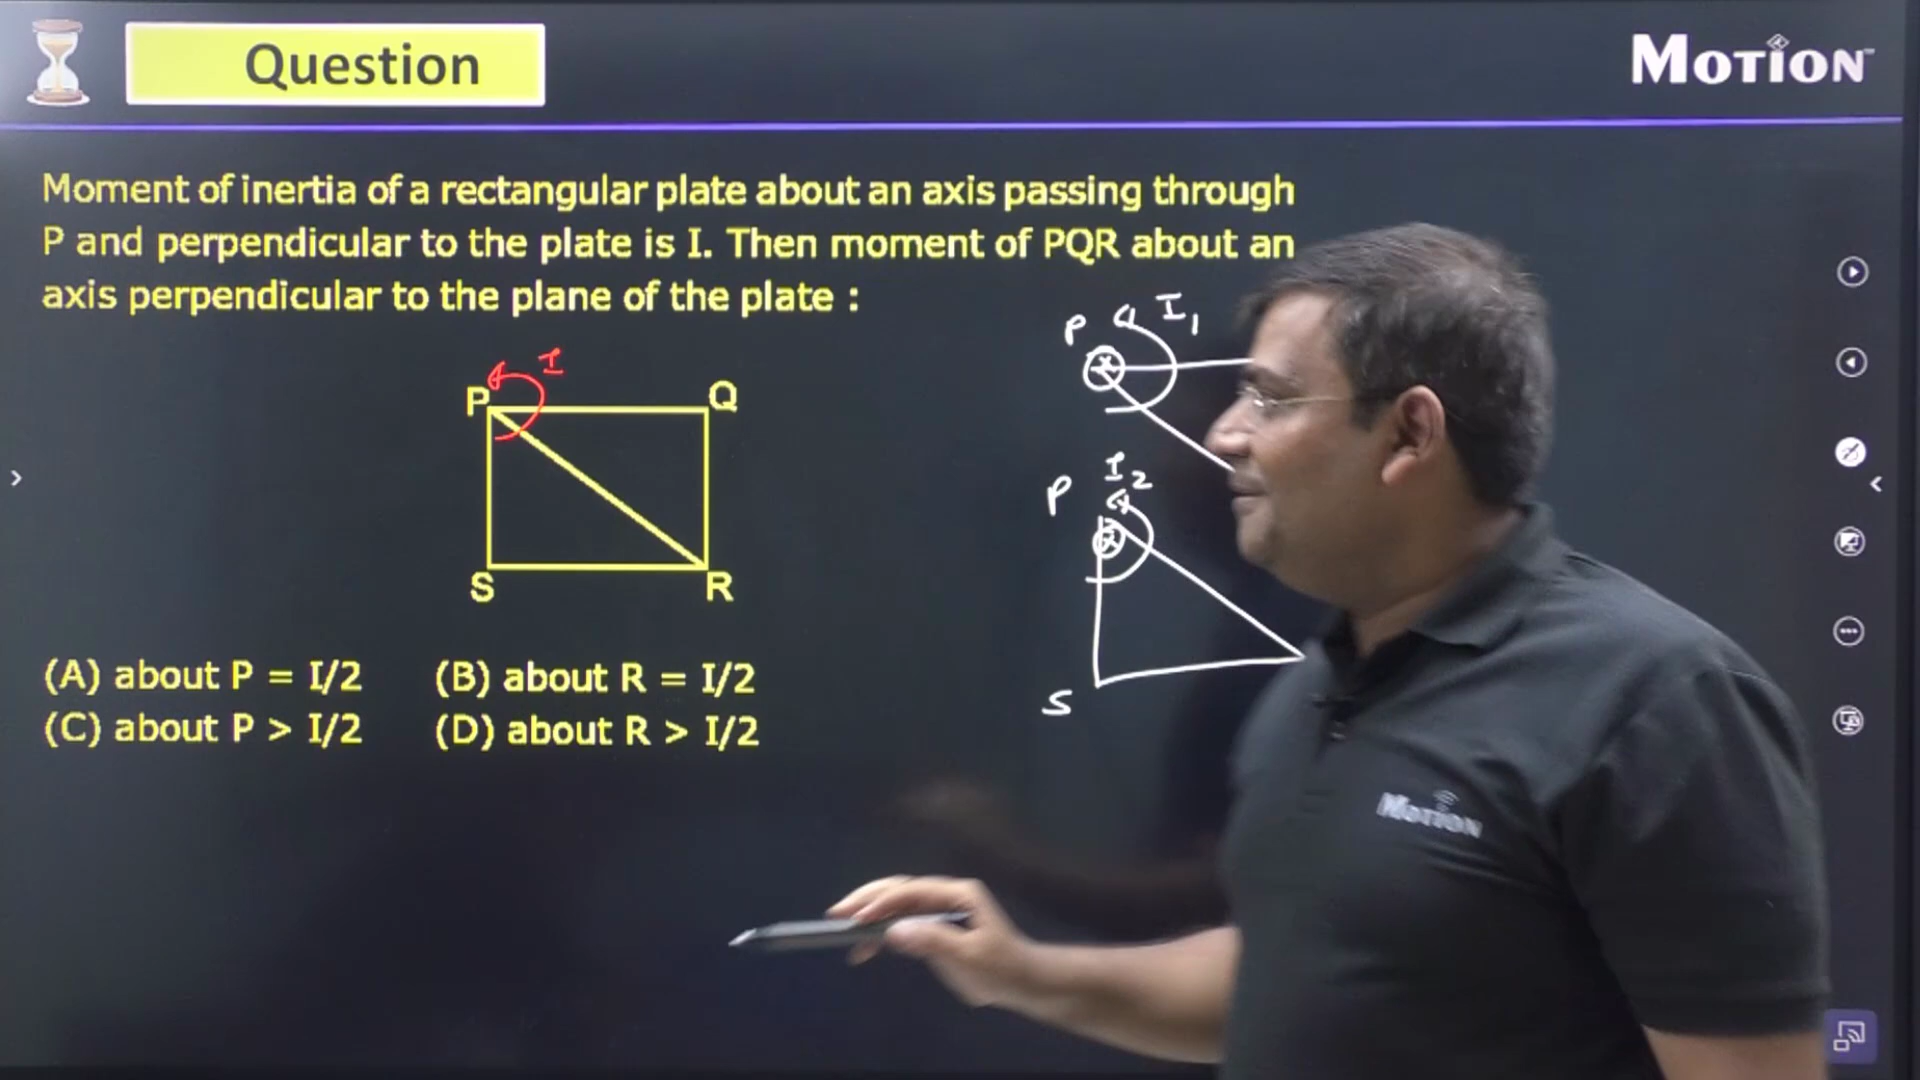 Question
MOTION™
Moment of inertia of a rectangular plate about an axis passing through
P and perpendicular to the plate is I. Then moment of PQR about an
axis perpendicular to the plane of the plate :
P I₁
I
P Q
P I₂
S R
S
(A) about P = I/2 (B) about R = I/2
(C) about P > I/2 (D) about R > I/2
MOTION